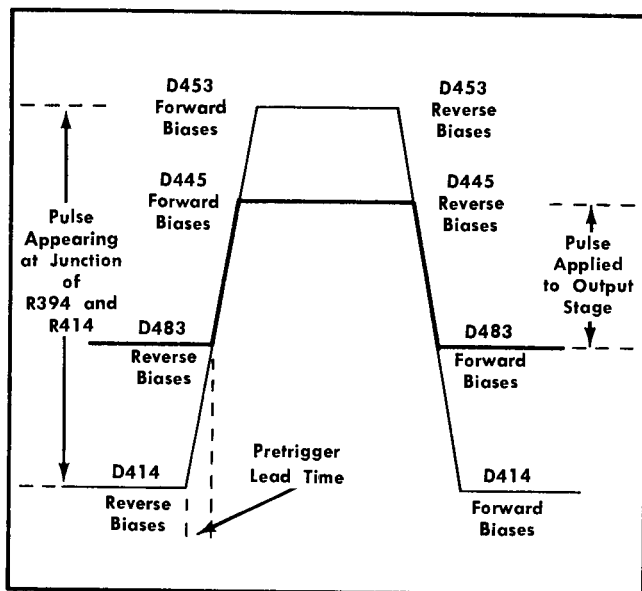 D453
Forward
Biases
D453
Reverse
Biases
D445
Forward
Biases
D445
Reverse
Biases
Pulse
Appearing
at Junction
of
R394 and
R414
Pulse
Applied
to Output
Stage
D483
Reverse
Biases
D483
Forward
Biases
Pretrigger
Lead Time
D414
Reverse
Biases
D414
Forward
Biases